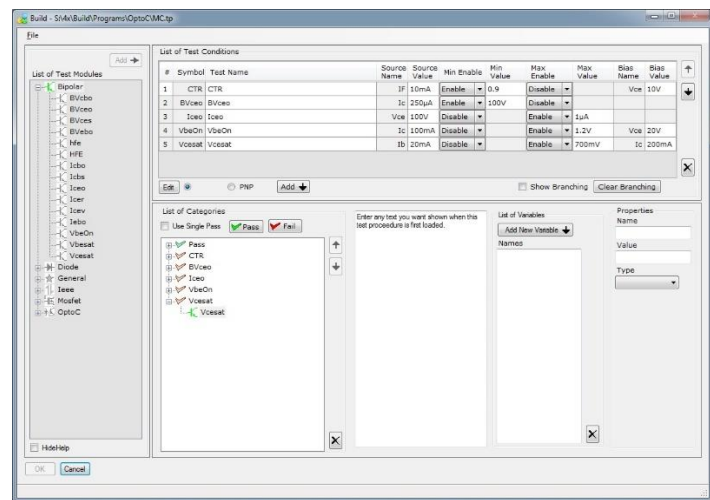 Build - St4x\Build\Programs\OptoC\MC.tp
File
Add
List of Test Modules
Bipolar
BVcbo
BVceo
BVces
BVebo
hfe
HFE
Icbo
Icbs
Iceo
Icer
Icev
Iebo
VbeOn
Vbesat
Vcesat
Diode
General
Ieee
Mosfet
OptoC
HideHelp
OK Cancel
List of Test Conditions
# Symbol Test Name Source Name Source Value Min Enable Min Value Max Enable Max Value Bias Name Bias Value
1 CTR CTR IF 10mA Enable 0.9 Disable Vce 10V
2 BVceo BVceo Ic 250µA Enable 100V Disable
3 Iceo Iceo Vce 100V Disable Enable 1µA
4 VbeOn VbeOn Ic 100mA Disable Enable 1.2V Vce 20V
5 Vcesat Vcesat Ib 20mA Disable Enable 700mV Ic 200mA
Edit PNP Add Show Branching Clear Branching
List of Categories
Use Single Pass Pass Fail
Pass
CTR
BVceo
Iceo
VbeOn
Vcesat
Vcesat
Enter any text you want shown when this
test proceedure is first loaded.
List of Variables
Add New Variable
Names
Properties
Name
Value
Type